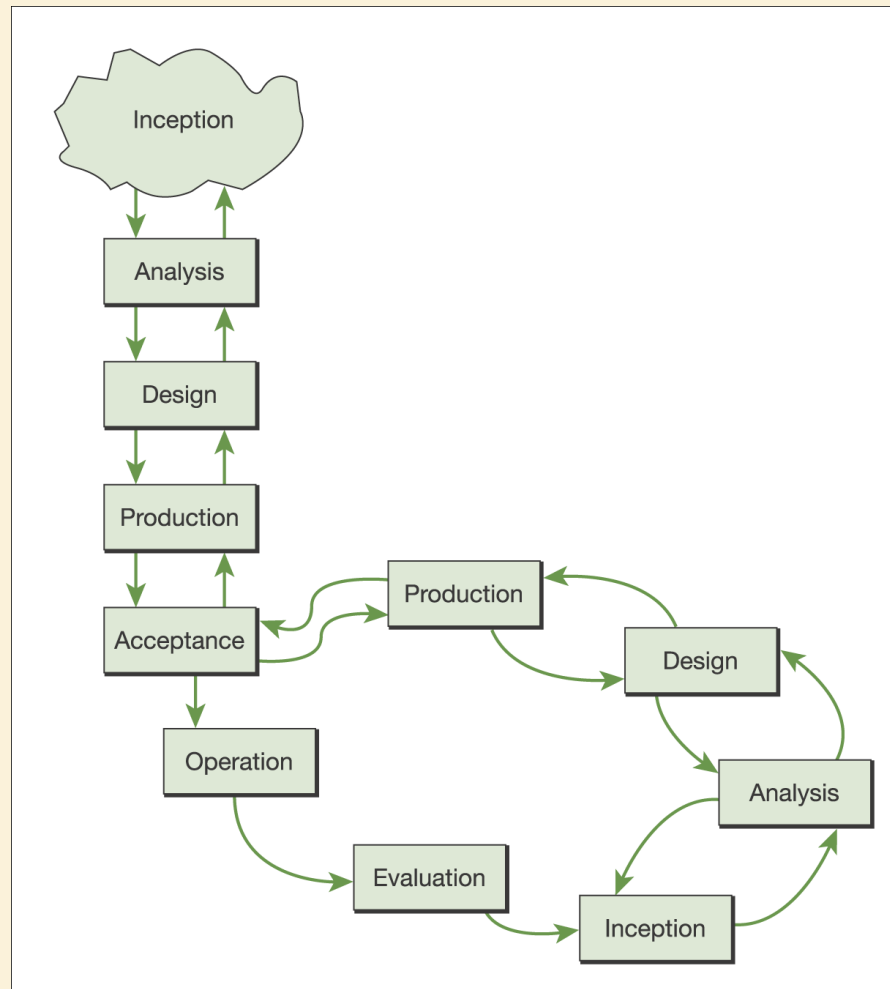 Inception
Analysis
Design
Production
Acceptance
Production
Design
Operation
Analysis
Evaluation
Inception